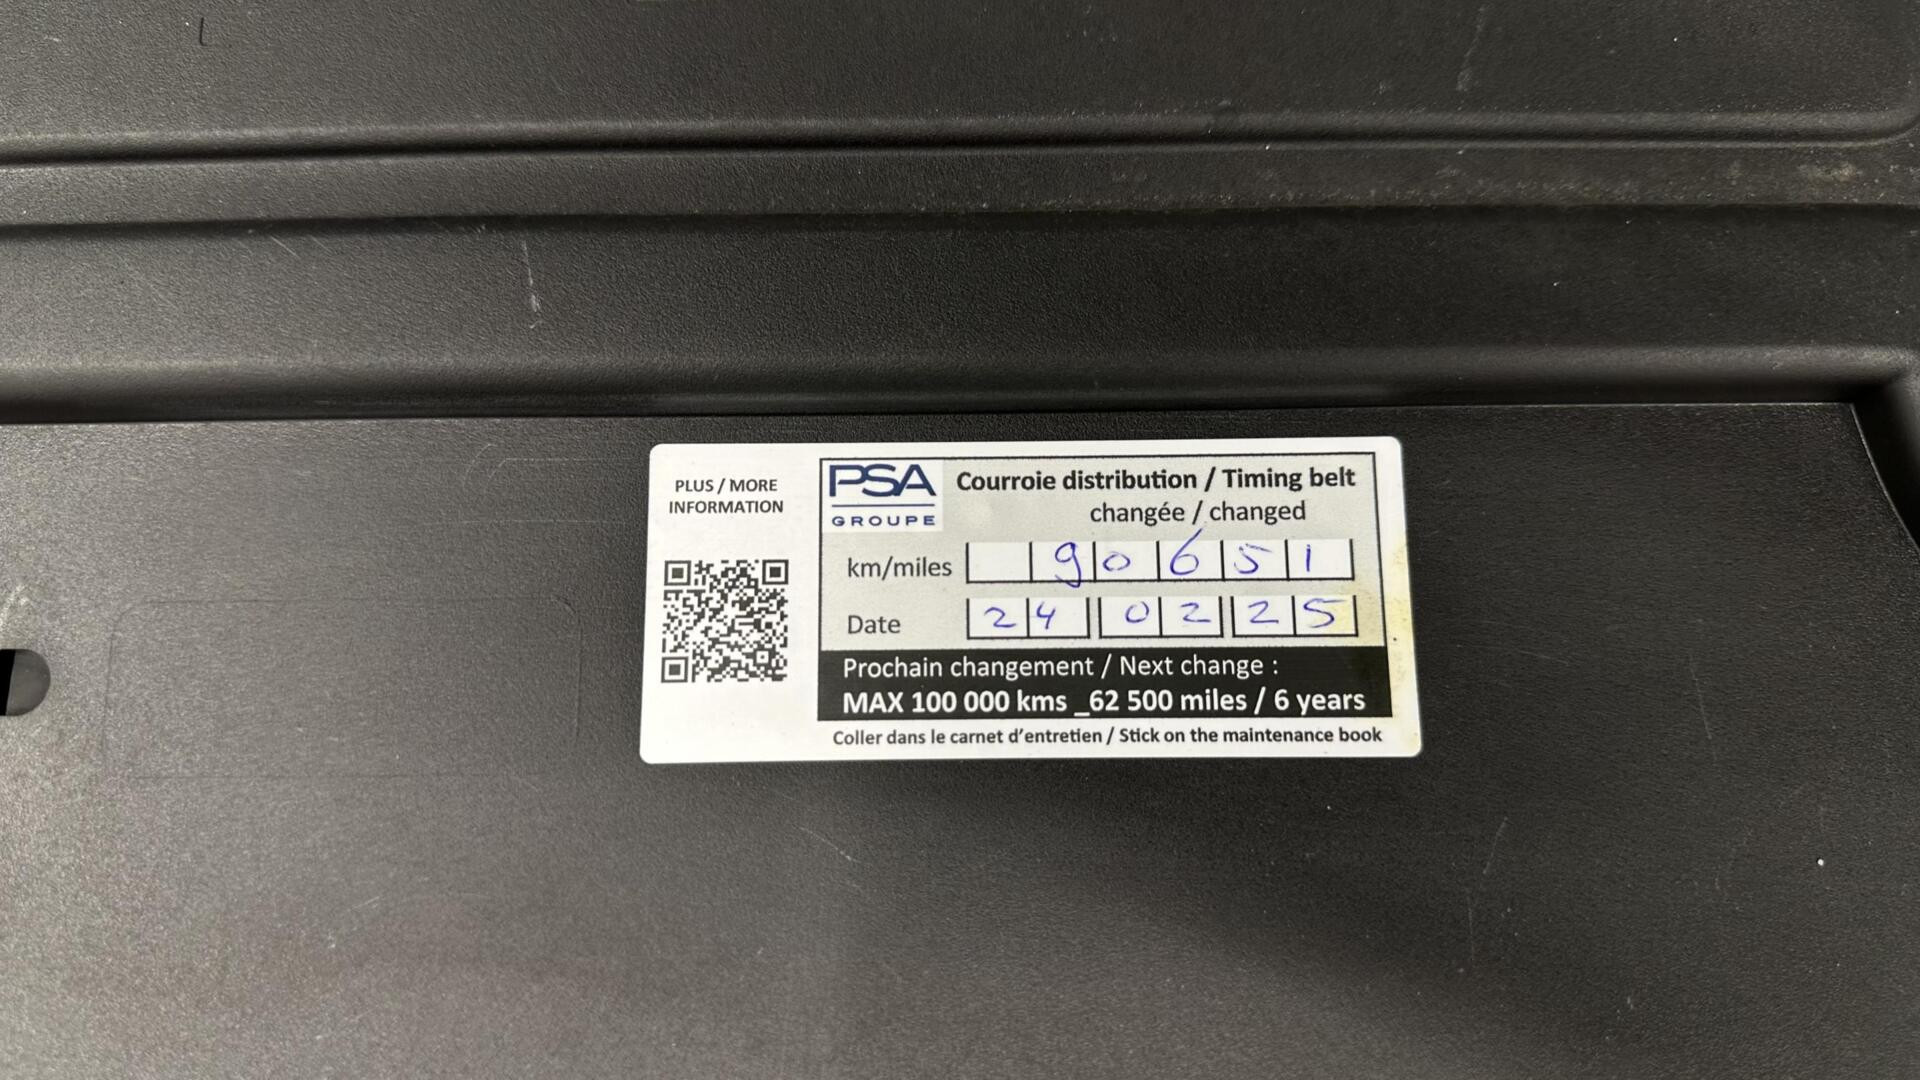 PLUS / MORE
INFORMATION
PSA
GROUPE
Courroie distribution / Timing belt
changée / changed
km/miles 90651
Date 24 02 25
Prochain changement / Next change :
MAX 100 000 kms _62 500 miles / 6 years
Coller dans le carnet d'entretien / Stick on the maintenance book